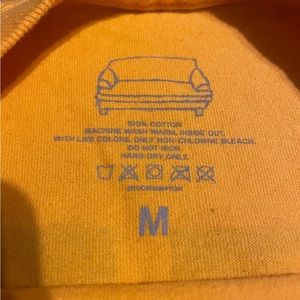 100% COTTON
MACHINE WASH WARM, INSIDE OUT,
WITH LIKE COLORS. ONLY NON-CHLORINE BLEACH.
DO NOT IRON.
HANG DRY ONLY.
BROCKHAMPTON
M